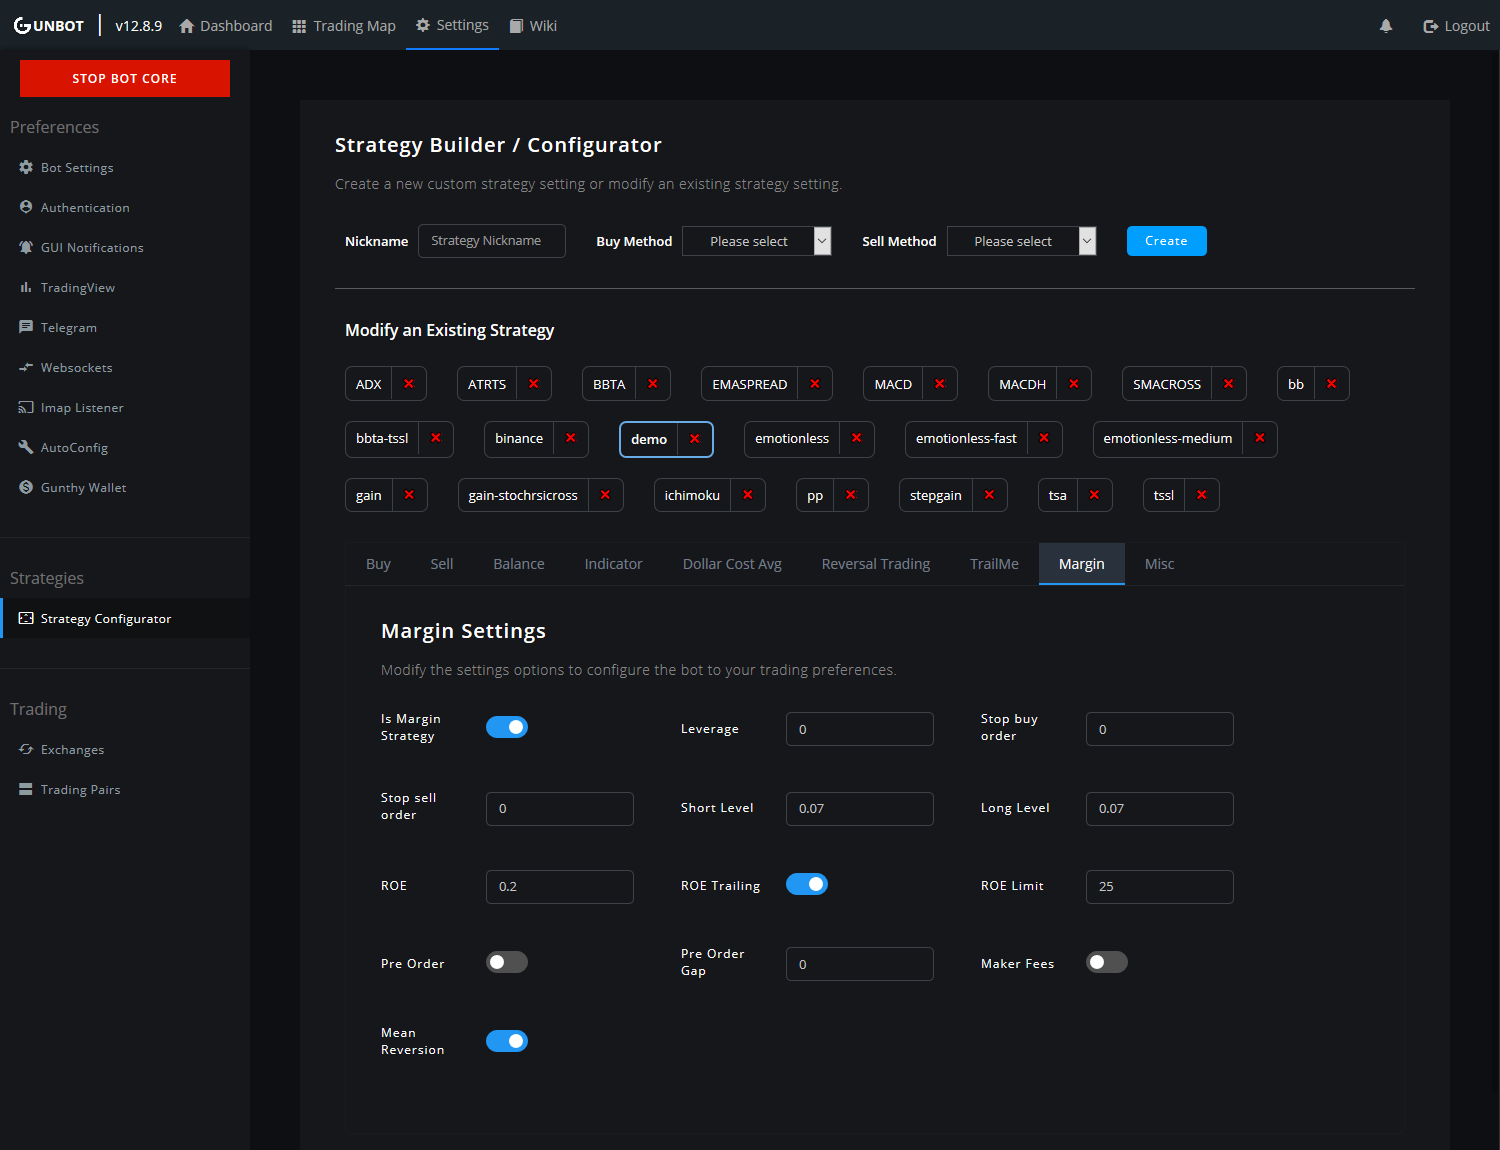 GUNBOT v12.8.9 Dashboard Trading Map Settings Wiki Logout
STOP BOT CORE
Preferences
Bot Settings
Authentication
GUI Notifications
TradingView
Telegram
Websockets
Imap Listener
AutoConfig
Gunthy Wallet
Strategies
Strategy Configurator
Trading
Exchanges
Trading Pairs
Strategy Builder / Configurator
Create a new custom strategy setting or modify an existing strategy setting.
Nickname Strategy Nickname Buy Method Please select Sell Method Please select Create
Modify an Existing Strategy
ADX ATRTS BBTA EMASPREAD MACD MACDH SMACROSS bb
bbta-tssl binance demo emotionless emotionless-fast emotionless-medium
gain gain-stochrsicross ichimoku pp stepgain tsa tssl
Buy Sell Balance Indicator Dollar Cost Avg Reversal Trading TrailMe Margin Misc
Margin Settings
Modify the settings options to configure the bot to your trading preferences.
Is Margin
Strategy
Leverage 0
Stop buy
order
0
Stop sell
order
0
Short Level 0.07
Long Level 0.07
ROE 0.2
ROE Trailing
ROE Limit 25
Pre Order
Pre Order
Gap
0
Maker Fees
Mean
Reversion